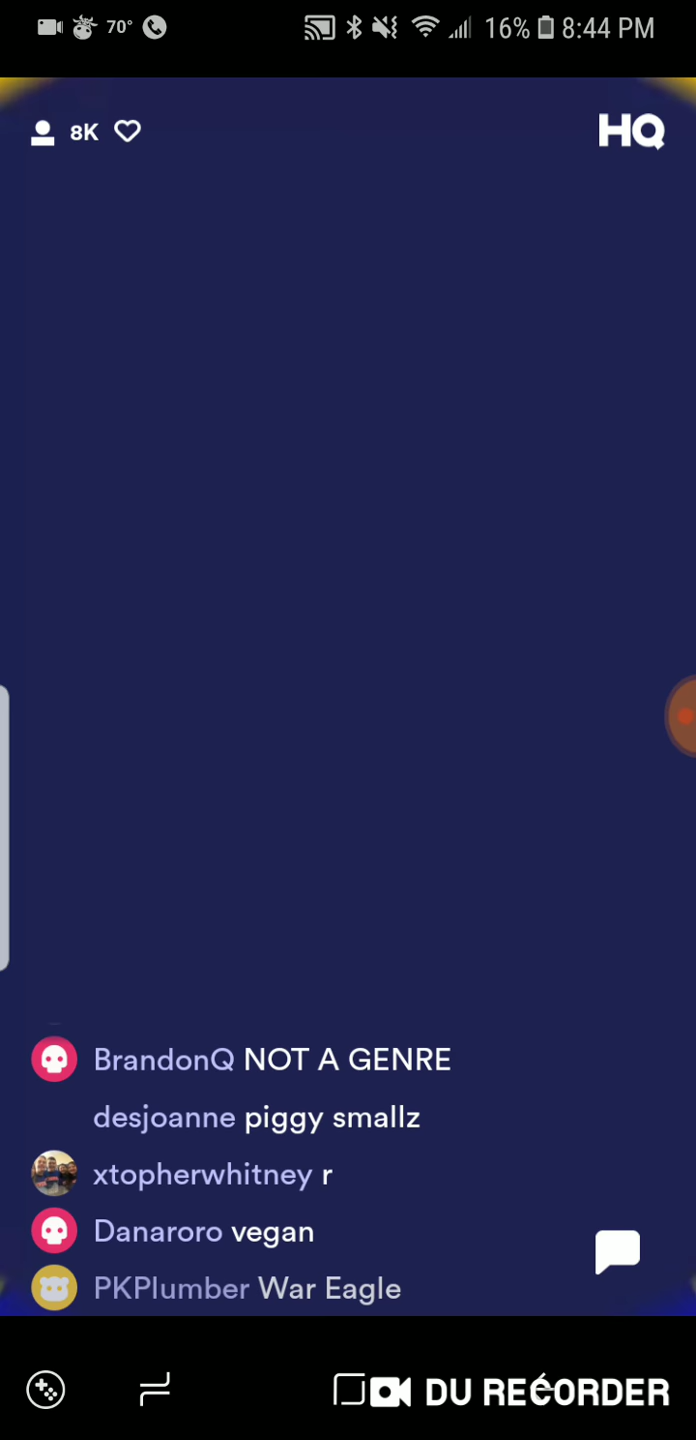 70° 16% 8:44 PM
8K HQ
BrandonQ NOT A GENRE
desjoanne piggy smallz
xtopherwhitney r
Danaroro vegan
PKPlumber War Eagle
DU RECORDER